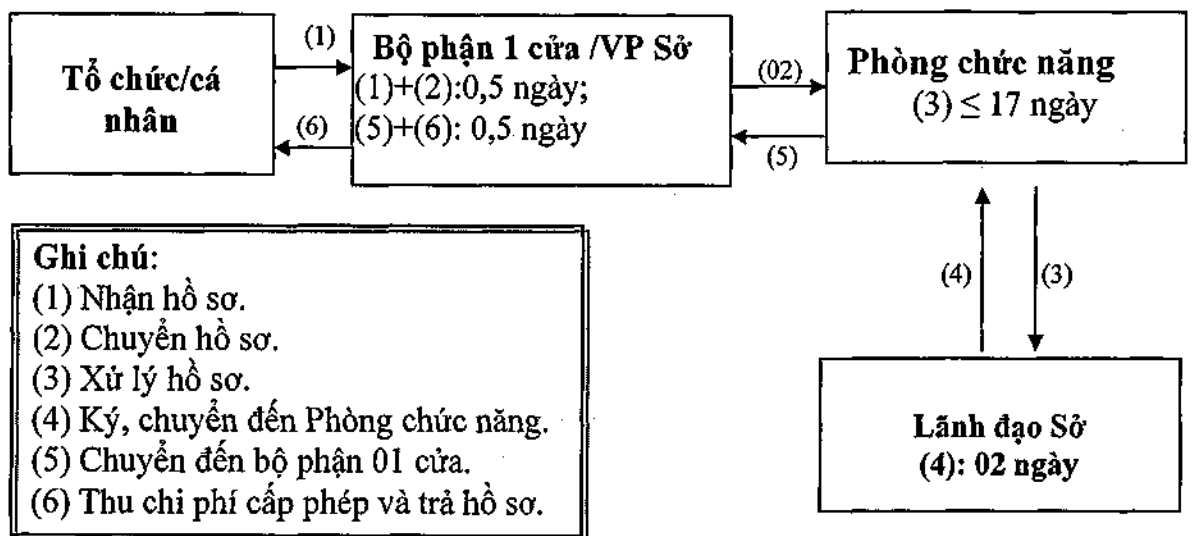 Tổ chức/cá
nhân
(1)
(6)
Bộ phận 1 cửa /VP Sở
(1)+(2):0,5 ngày;
(5)+(6): 0,5 ngày
(02)
(5)
Phòng chức năng
(3) ≤ 17 ngày
(4)
(3)
Lãnh đạo Sở
(4): 02 ngày
Ghi chú:
(1) Nhận hồ sơ.
(2) Chuyển hồ sơ.
(3) Xử lý hồ sơ.
(4) Ký, chuyển đến Phòng chức năng.
(5) Chuyển đến bộ phận 01 cửa.
(6) Thu chi phí cấp phép và trả hồ sơ.